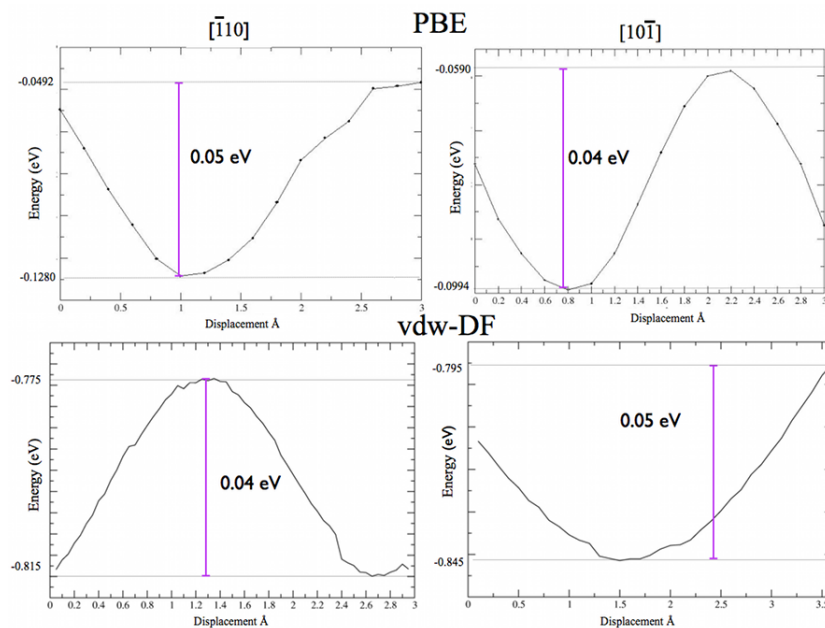 PBE
[1̄10]
[101̄]
-0.0492
-0.1280
Energy (eV)
0.05 eV
0 0.5 1 1.5 2 2.5 3
Displacement Å
-0.0590
-0.0994
Energy (eV)
0.04 eV
0 0.2 0.4 0.6 0.8 1 1.2 1.4 1.6 1.8 2 2.2 2.4 2.6 2.8 3
Displacement Å
vdw-DF
-0.775
-0.815
Energy (eV)
0.04 eV
0 0.2 0.4 0.6 0.8 1 1.2 1.4 1.6 1.8 2 2.2 2.4 2.6 2.8 3
Displacement Å
-0.795
-0.845
Energy (eV)
0.05 eV
0 0.5 1 1.5 2 2.5 3 3.5
Displacement Å